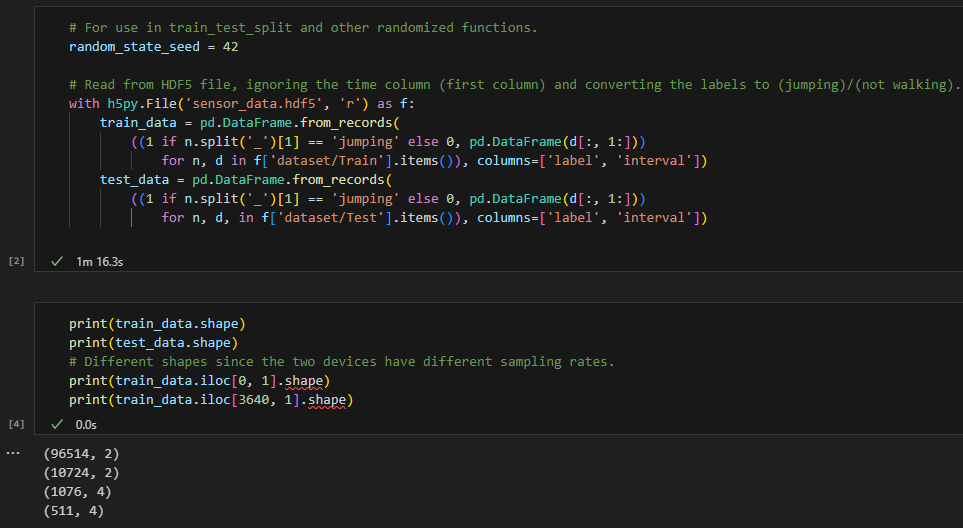 # For use in train_test_split and other randomized functions.
random_state_seed = 42
# Read from HDF5 file, ignoring the time column (first column) and converting the labels to (jumping)/(not walking).
with h5py.File('sensor_data.hdf5', 'r') as f:
    train_data = pd.DataFrame.from_records(
        ((1 if n.split('_')[1] == 'jumping' else 0, pd.DataFrame(d[:, 1:]))
            for n, d in f['dataset/Train'].items()), columns=['label', 'interval'])
    test_data = pd.DataFrame.from_records(
        ((1 if n.split('_')[1] == 'jumping' else 0, pd.DataFrame(d[:, 1:]))
            for n, d, in f['dataset/Test'].items()), columns=['label', 'interval'])
[2] ✓ 1m 16.3s
print(train_data.shape)
print(test_data.shape)
# Different shapes since the two devices have different sampling rates.
print(train_data.iloc[0, 1].shape)
print(train_data.iloc[3640, 1].shape)
[4] ✓ 0.0s
... (96514, 2)
(10724, 2)
(1076, 4)
(511, 4)